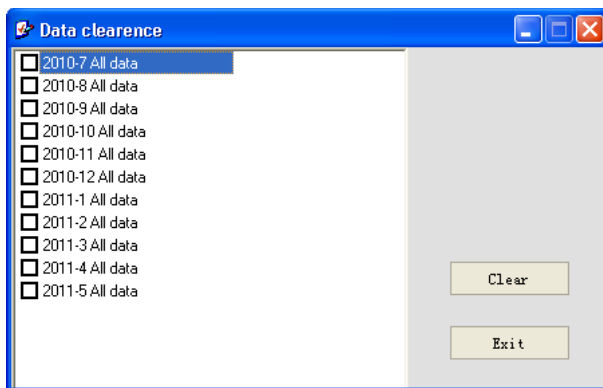 Data clearence
2010-7 All data
2010-8 All data
2010-9 All data
2010-10 All data
2010-11 All data
2010-12 All data
2011-1 All data
2011-2 All data
2011-3 All data
2011-4 All data
2011-5 All data
Clear
Exit